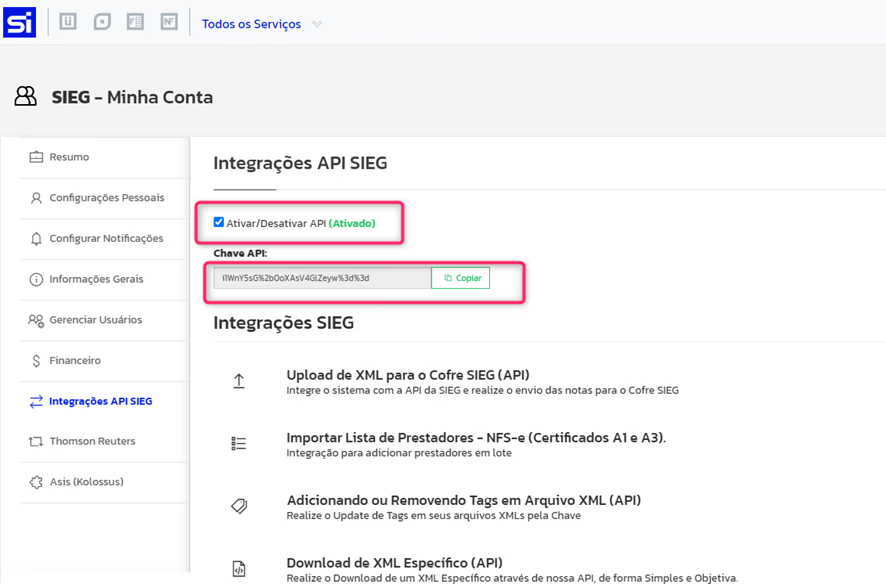 Si
Todos os Serviços
SIEG - Minha Conta
Resumo
Configurações Pessoais
Configurar Notificações
Informações Gerais
Gerenciar Usuários
Financeiro
Integrações API SIEG
Thomson Reuters
Asis (Kolossus)
Integrações API SIEG
Ativar/Desativar API (Ativado)
Chave API:
i1WnY5sG%2bOoXAsV4GlZeyw%3d%3d
Copiar
Integrações SIEG
Upload de XML para o Cofre SIEG (API)
Integre o sistema com a API da SIEG e realize o envio das notas para o Cofre SIEG
Importar Lista de Prestadores - NFS-e (Certificados A1 e A3).
Integração para adicionar prestadores em lote
Adicionando ou Removendo Tags em Arquivo XML (API)
Realize o Update de Tags em seus arquivos XMLs pela Chave
Download de XML Específico (API)
Realize o Download de um XML Específico através de nossa API, de forma Simples e Objetiva.